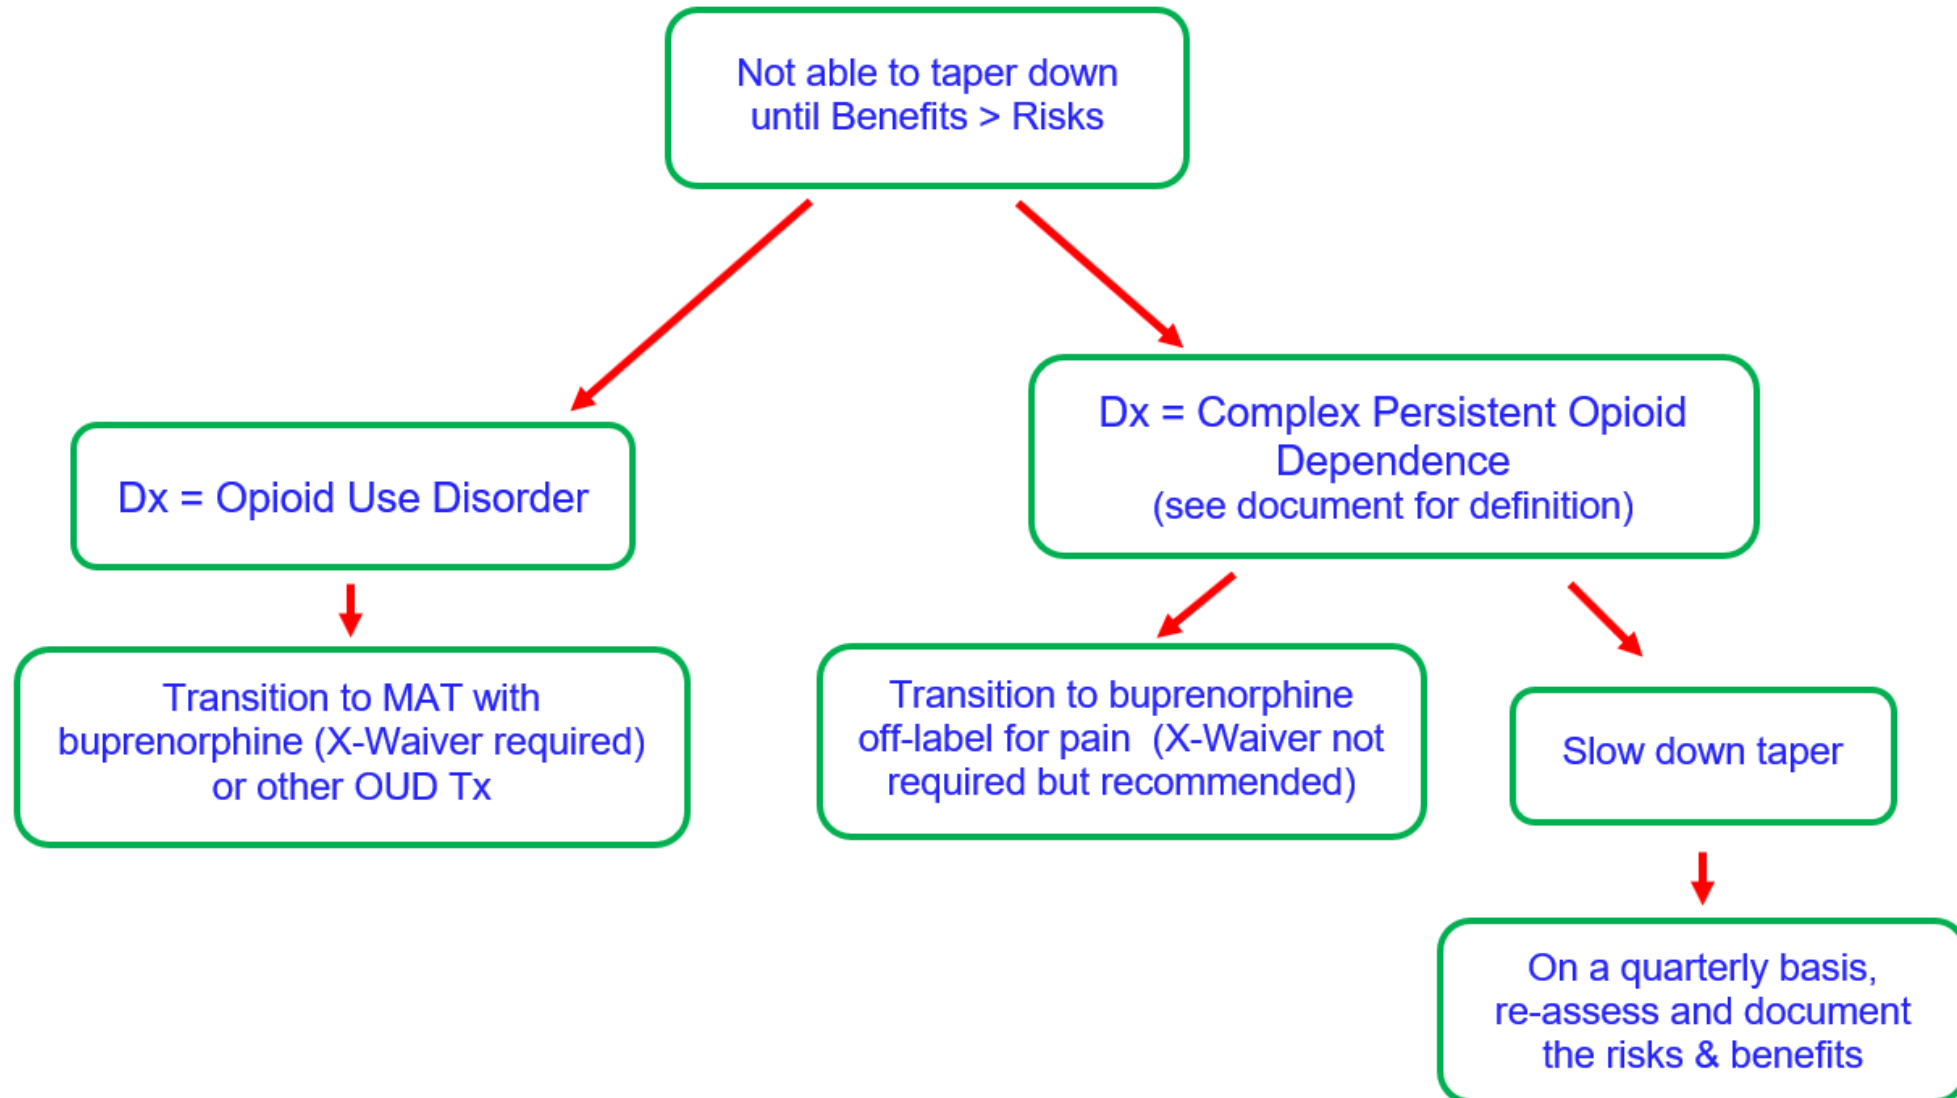 Not able to taper down
until Benefits > Risks
Dx = Opioid Use Disorder
Dx = Complex Persistent Opioid
Dependence
(see document for definition)
Transition to MAT with
buprenorphine (X-Waiver required)
or other OUD Tx
Transition to buprenorphine
off-label for pain  (X-Waiver not
required but recommended)
Slow down taper
On a quarterly basis,
re-assess and document
the risks & benefits